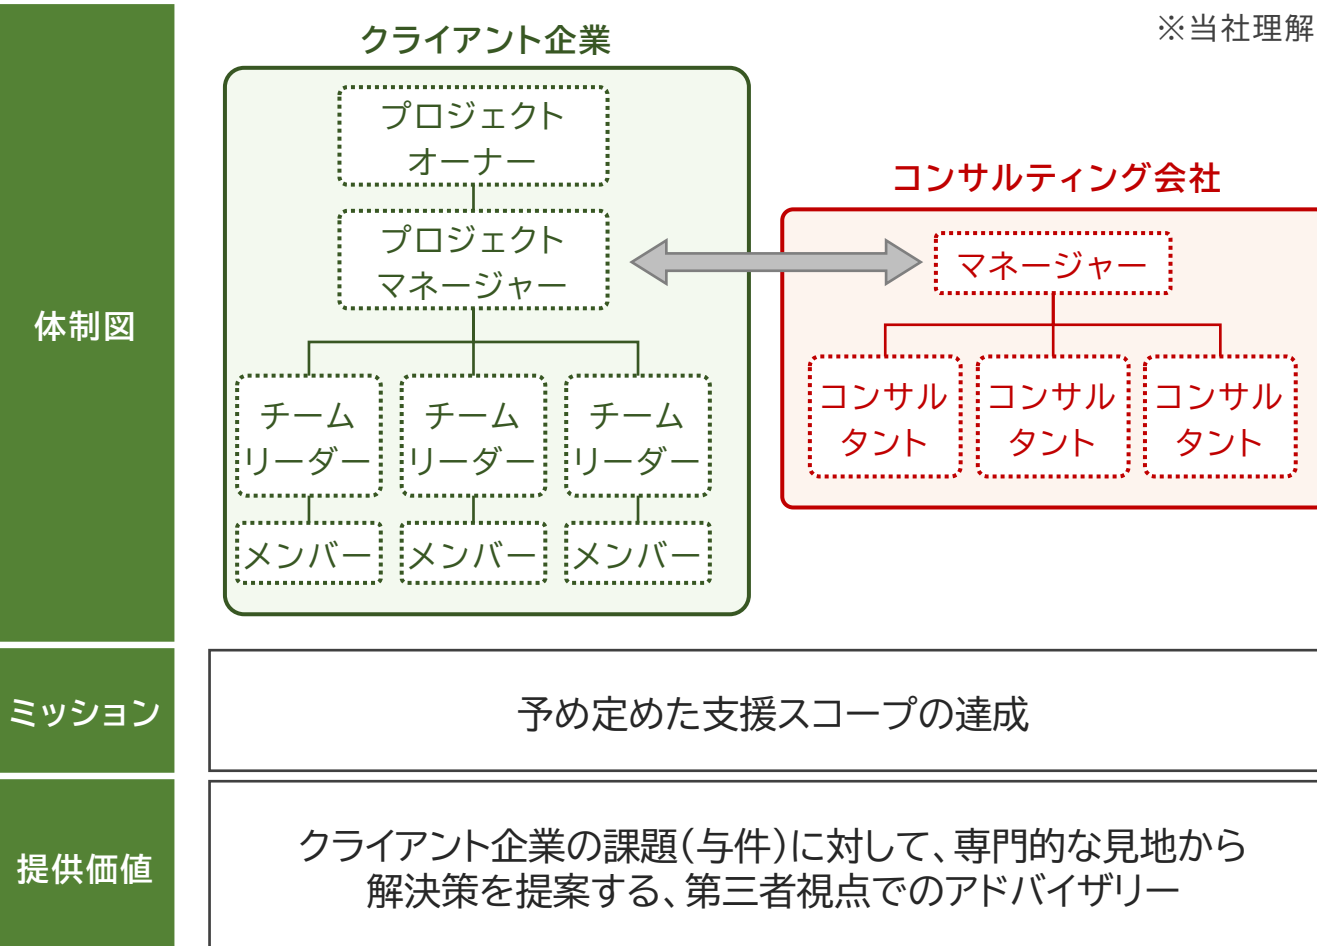 ※当社理解
クライアント企業
プロジェクト
オーナー
コンサルティング会社
プロジェクト
マネージャー
マネージャー
体制図
チーム
リーダー
チーム
リーダー
チーム
リーダー
コンサル
タント
コンサル
タント
コンサル
タント
メンバー
メンバー
メンバー
ミッション
予め定めた支援スコープの達成
提供価値
クライアント企業の課題(与件)に対して、専門的な見地から
解決策を提案する、第三者視点でのアドバイザリー